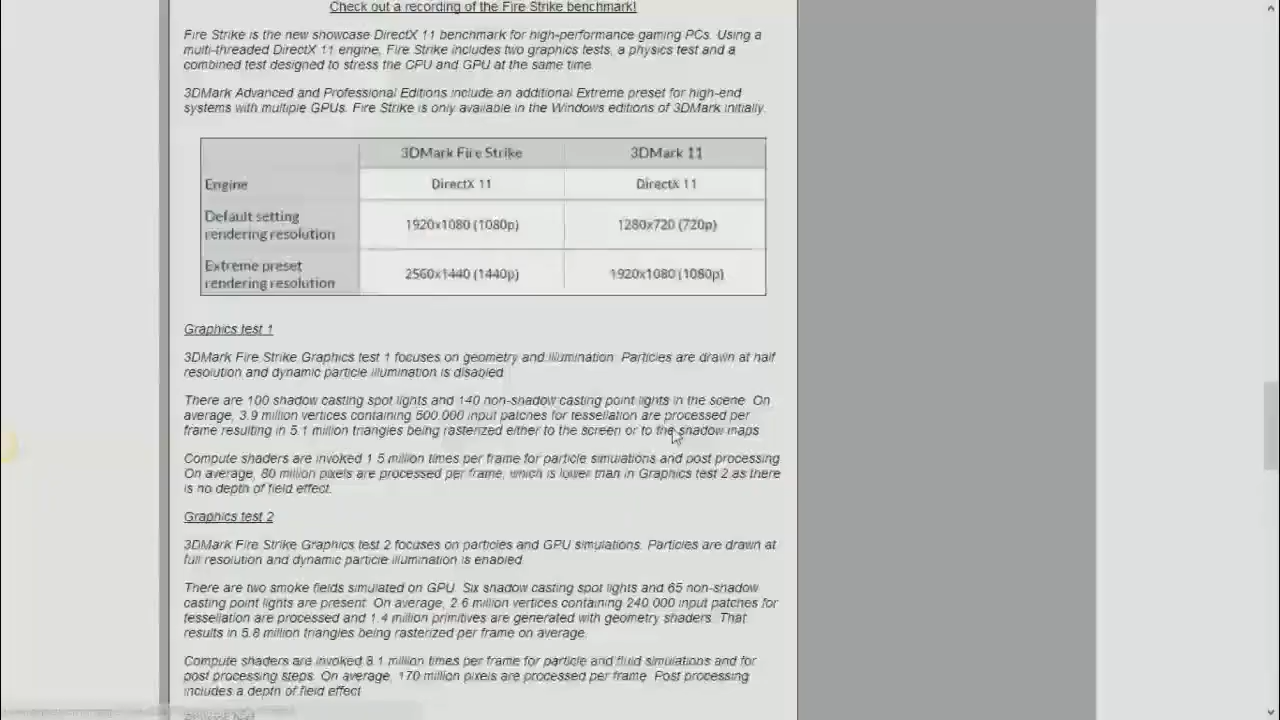 Check out a recording of the Fire Strike benchmark!
Fire Strike is the new showcase DirectX 11 benchmark for high-performance gaming PCs. Using a
multi-threaded DirectX 11 engine, Fire Strike includes two graphics tests, a physics test and a
combined test designed to stress the CPU and GPU at the same time.
3DMark Advanced and Professional Editions include an additional Extreme preset for high-end
systems with multiple GPUs. Fire Strike is only available in the Windows editions of 3DMark initially.
3DMark Fire Strike 3DMark 11
Engine DirectX 11 DirectX 11
Default setting
rendering resolution 1920x1080 (1080p) 1280x720 (720p)
Extreme preset
rendering resolution 2560x1440 (1440p) 1920x1080 (1080p)
Graphics test 1
3DMark Fire Strike Graphics test 1 focuses on geometry and illumination. Particles are drawn at half
resolution and dynamic particle illumination is disabled.
There are 100 shadow casting spot lights and 140 non-shadow casting point lights in the scene. On
average, 3.9 million vertices containing 500 000 input patches for tessellation are processed per
frame resulting in 5.1 million triangles being rasterized either to the screen or to the shadow maps.
Compute shaders are invoked 1.5 million times per frame for particle simulations and post processing.
On average, 80 million pixels are processed per frame, which is lower than in Graphics test 2 as there
is no depth of field effect.
Graphics test 2
3DMark Fire Strike Graphics test 2 focuses on particles and GPU simulations. Particles are drawn at
full resolution and dynamic particle illumination is enabled.
There are two smoke fields simulated on GPU. Six shadow casting spot lights and 65 non-shadow
casting point lights are present. On average, 2.6 million vertices containing 240 000 input patches for
tessellation are processed and 1.4 million primitives are generated with geometry shaders. That
results in 5.8 million triangles being rasterized per frame on average.
Compute shaders are invoked 8.1 million times per frame for particle and fluid simulations and for
post processing steps. On average, 170 million pixels are processed per frame. Post processing
includes a depth of field effect.